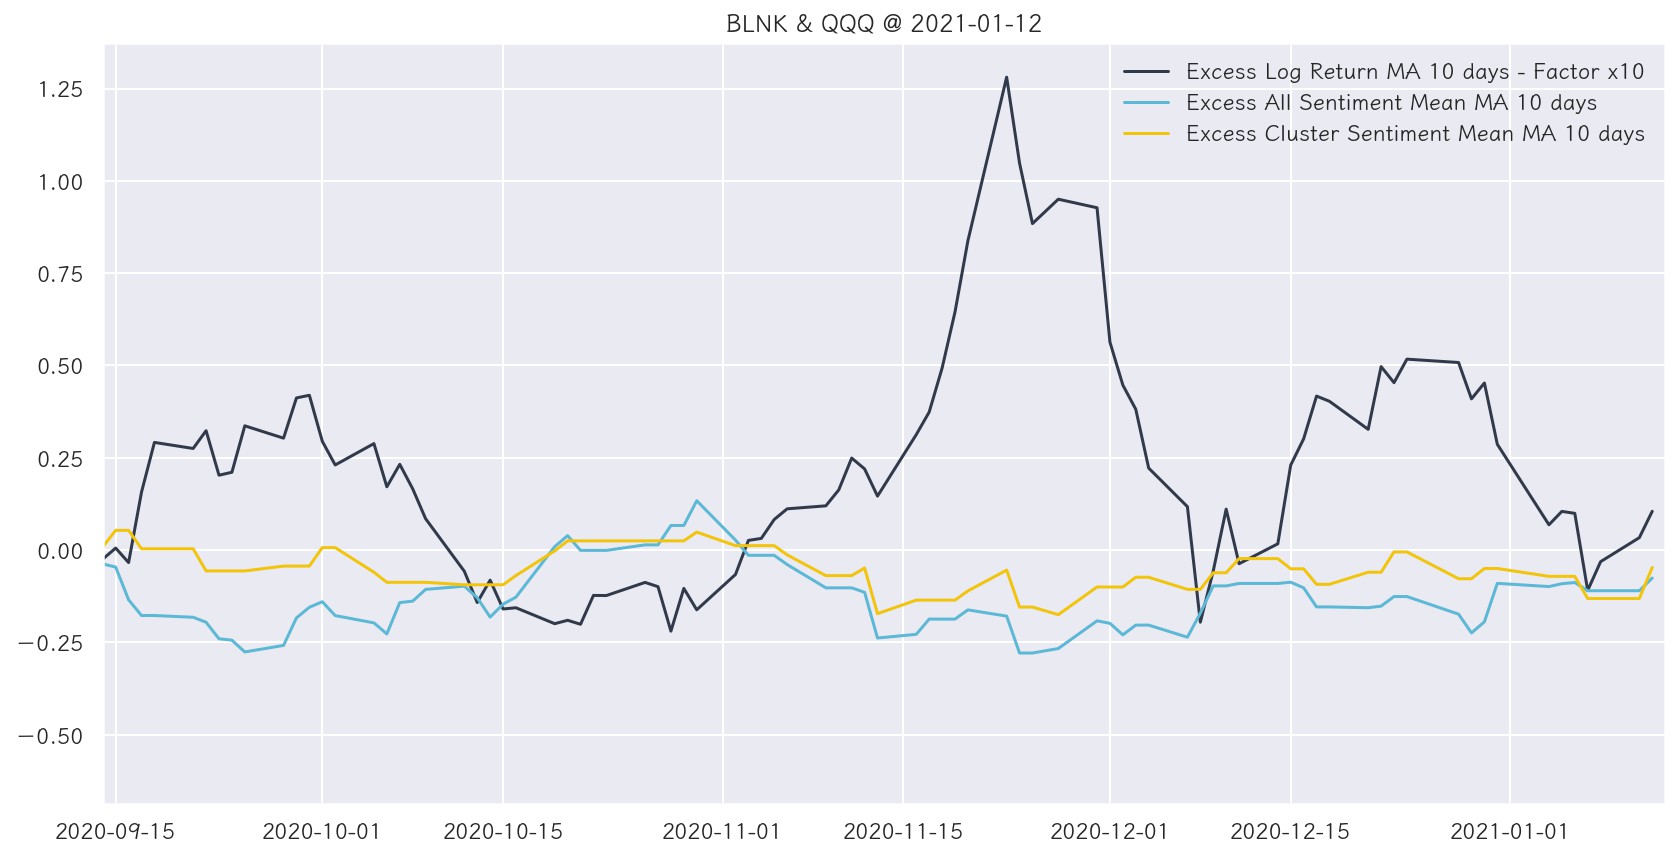 BLNK & QQQ @ 2021-01-12
Excess Log Return MA 10 days - Factor x10
Excess All Sentiment Mean MA 10 days
Excess Cluster Sentiment Mean MA 10 days
1.25
1.00
0.75
0.50
0.25
0.00
−0.25
−0.50
2020-09-15 2020-10-01 2020-10-15 2020-11-01 2020-11-15 2020-12-01 2020-12-15 2021-01-01